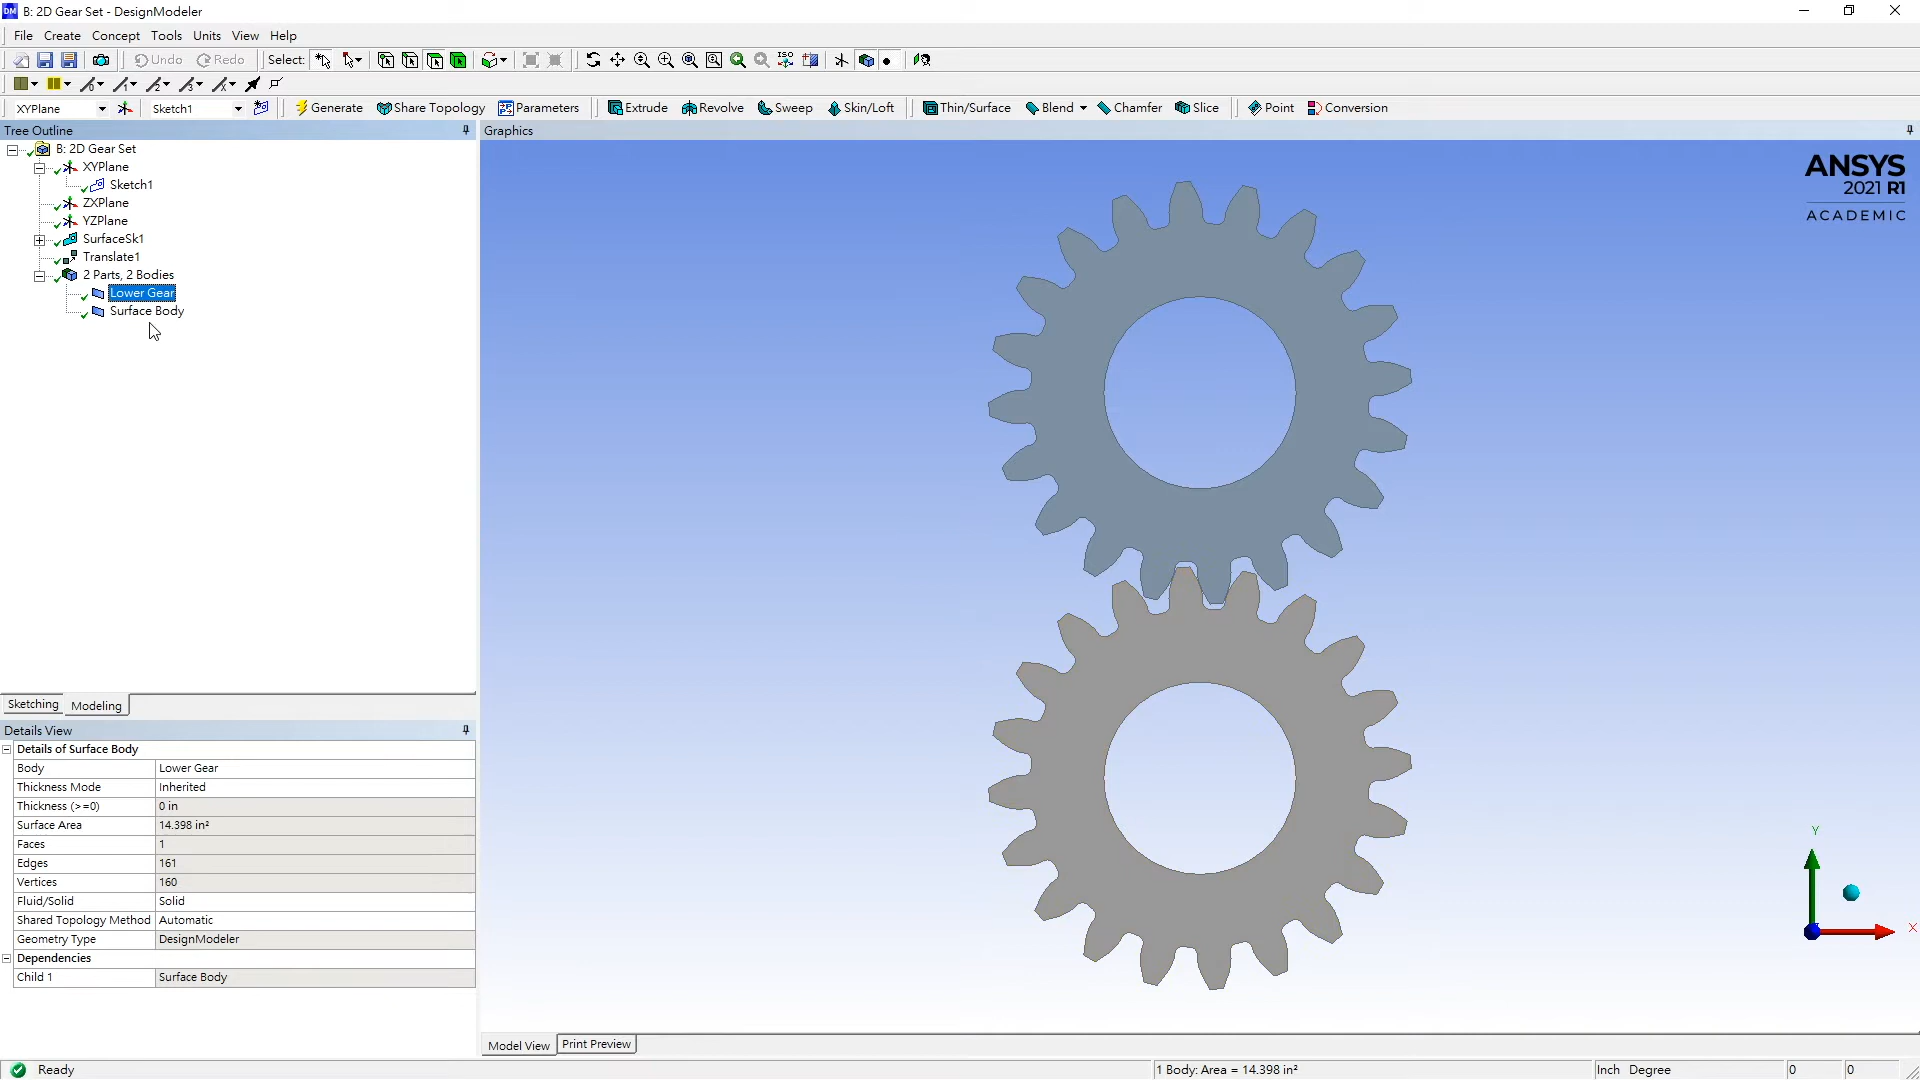 B: 2D Gear Set - DesignModeler
File Create Concept Tools Units View Help
Undo Redo Select: ISO
XYPlane Sketch1 Generate Share Topology Parameters Extrude Revolve Sweep Skin/Loft Thin/Surface Blend Chamfer Slice Point Conversion
Tree Outline
Graphics
B: 2D Gear Set
XYPlane
Sketch1
ZXPlane
YZPlane
SurfaceSk1
Translate1
2 Parts, 2 Bodies
Lower Gear
Surface Body
ANSYS
2021 R1
ACADEMIC
Y
X
Sketching Modeling
Details View
Details of Surface Body
Body Lower Gear
Thickness Mode Inherited
Thickness (>=0) 0 in
Surface Area 14.398 in²
Faces 1
Edges 161
Vertices 160
Fluid/Solid Solid
Shared Topology Method Automatic
Geometry Type DesignModeler
Dependencies
Child 1 Surface Body
Model View Print Preview
Ready
1 Body: Area = 14.398 in²
Inch Degree 0 0